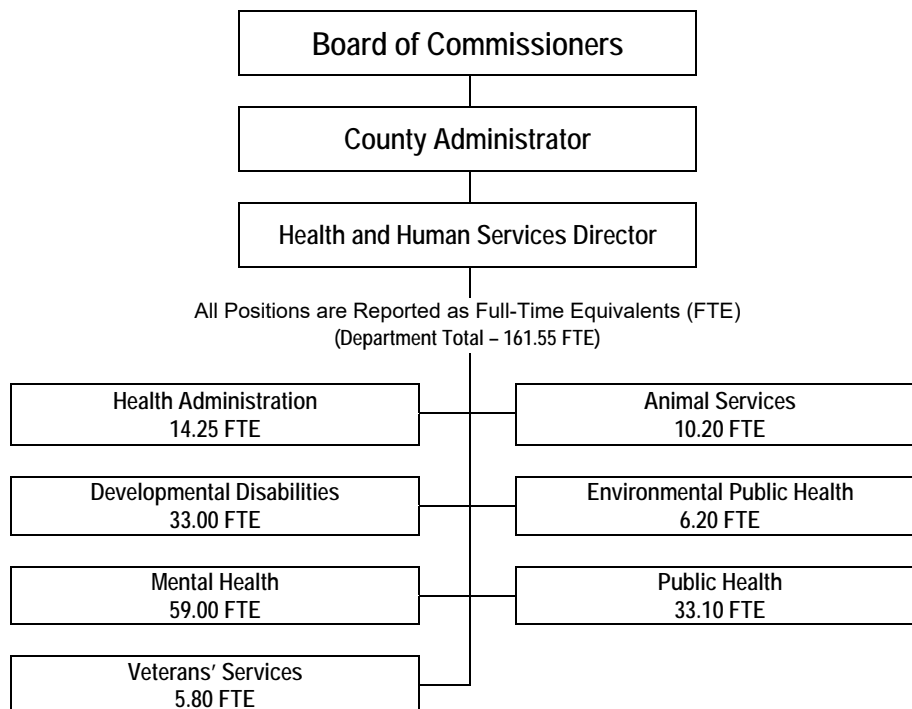 Board of Commissioners
County Administrator
Health and Human Services Director
All Positions are Reported as Full-Time Equivalents (FTE)
(Department Total – 161.55 FTE)
Health Administration
14.25 FTE
Animal Services
10.20 FTE
Developmental Disabilities
33.00 FTE
Environmental Public Health
6.20 FTE
Mental Health
59.00 FTE
Public Health
33.10 FTE
Veterans’ Services
5.80 FTE